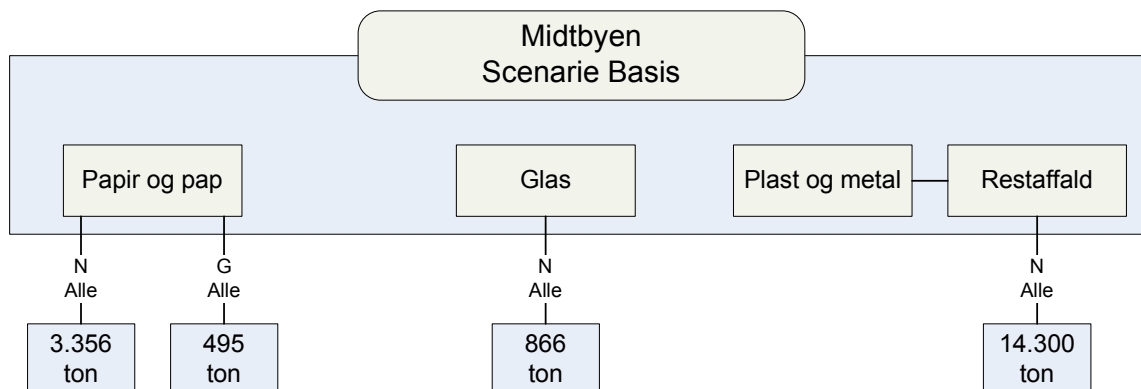 Midtbyen
Scenarie Basis
Papir og pap
Glas
Plast og metal
Restaffald
N
Alle
G
Alle
N
Alle
N
Alle
3.356
ton
495
ton
866
ton
14.300
ton